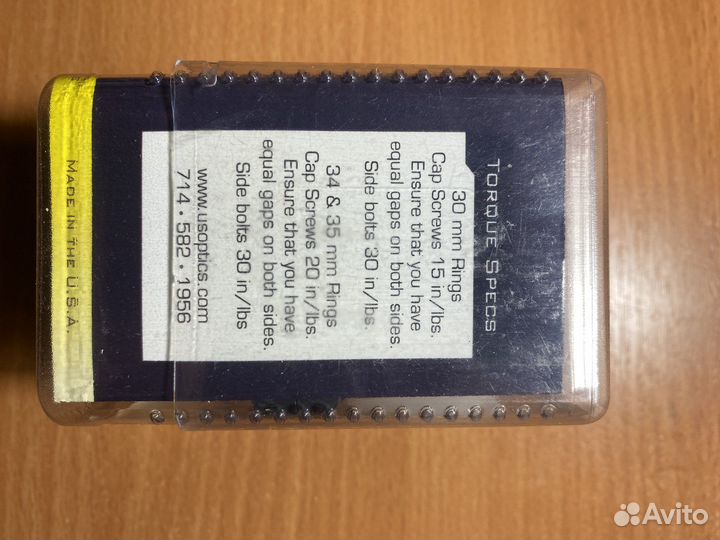 TORQUE SPECS
30 mm Rings
Cap Screws 15 in/lbs.
Ensure that you have
equal gaps on both sides.
Side bolts 30 in/lbs
34 & 35 mm Rings
Cap Screws 20 in/lbs.
Ensure that you have
equal gaps on both sides.
Side bolts 30 in/lbs
www.usoptics.com
714 • 582 • 1956
MADE IN THE U.S.A.
Avito